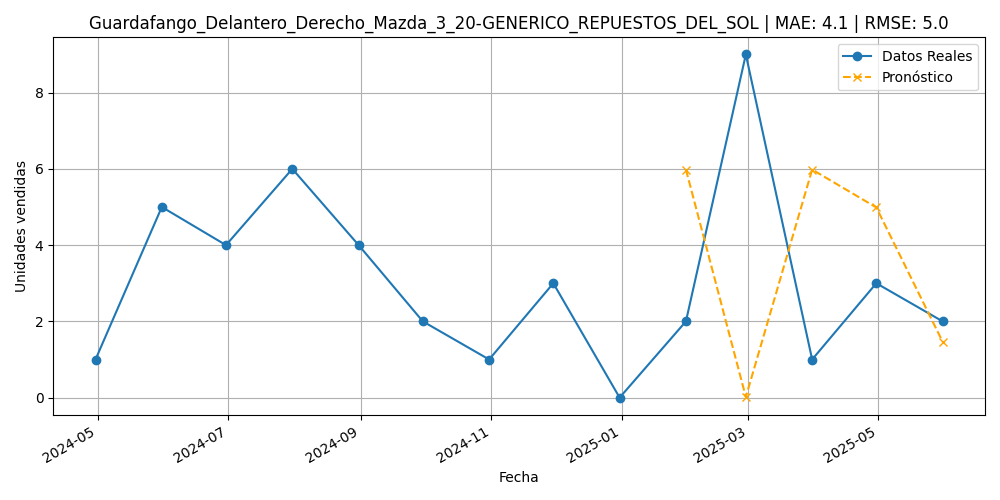 Guardafango_Delantero_Derecho_Mazda_3_20-GENERICO_REPUESTOS_DEL_SOL | MAE: 4.1 | RMSE: 5.0
Datos Reales
Pronóstico
Unidades vendidas
8
6
4
2
0
2024-05
2024-07
2024-09
2024-11
2025-01
2025-03
2025-05
Fecha